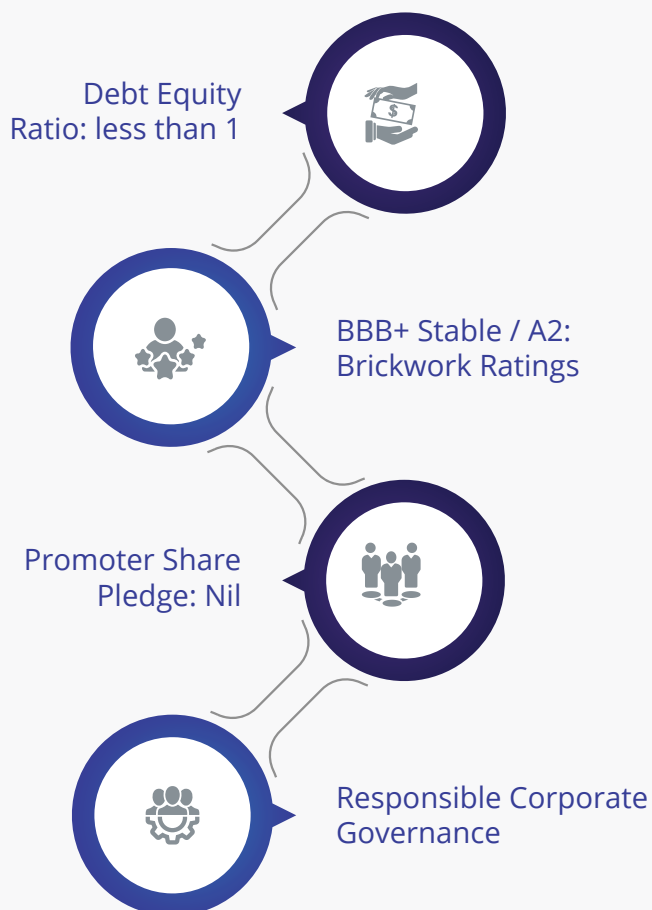 Debt Equity
Ratio: less than 1
$
BBB+ Stable / A2:
Brickwork Ratings
Promoter Share
Pledge: Nil
Responsible Corporate
Governance